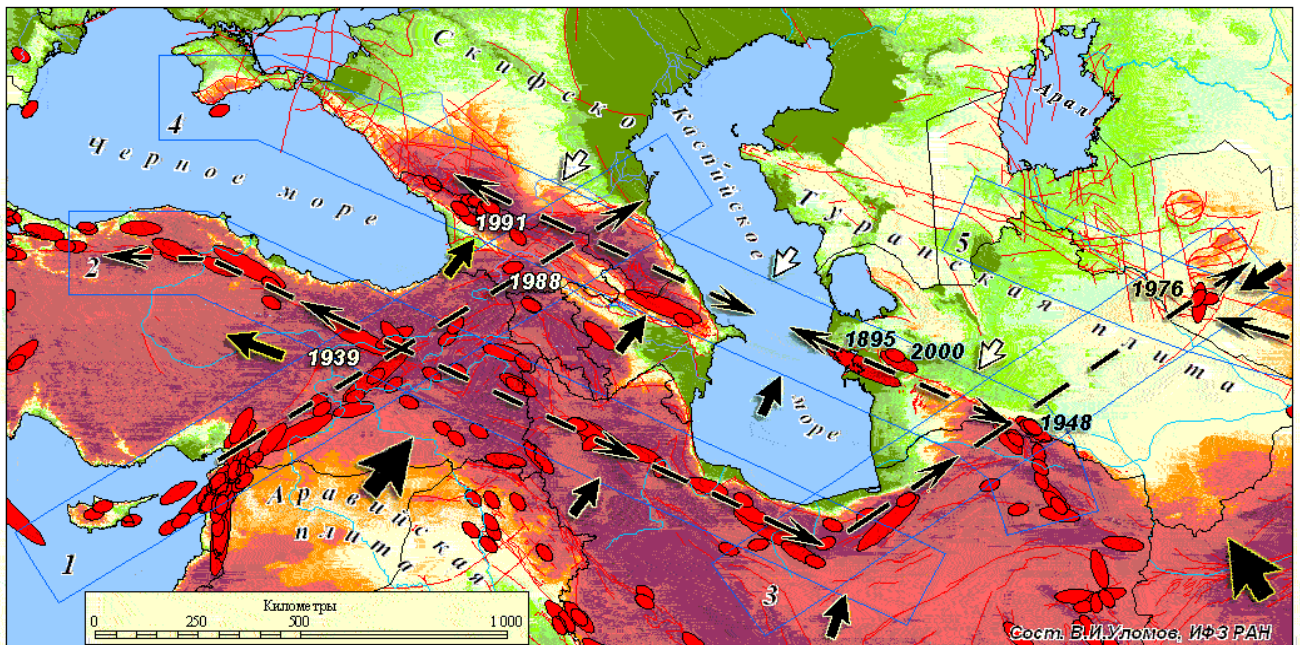 Скифско
Туранская плита
Арал
Каспийское
море
Черное море
Аравийская
плита
4
5
2
1
3
1991
1988
1939
1895
2000
1948
1976
Километры
0 250 500 1 000
Сост. В.И.Уломов, ИФЗ РАН